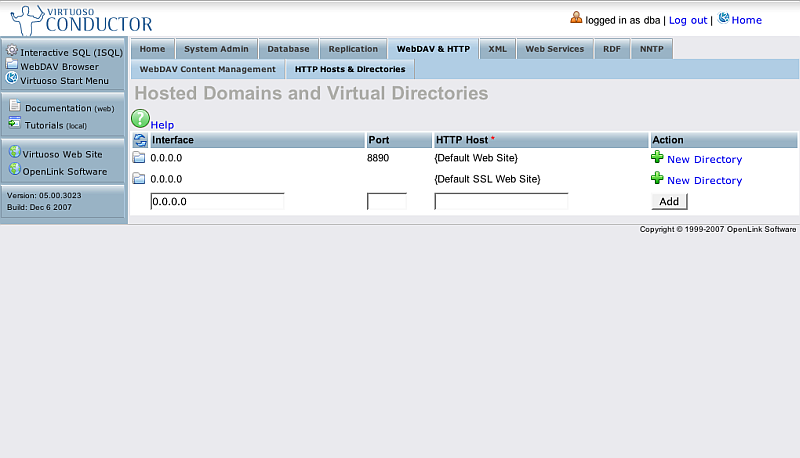 VIRTUOSO
CONDUCTOR
logged in as dba | Log out | Home
Interactive SQL (ISQL)
WebDAV Browser
Virtuoso Start Menu
Documentation (web)
Tutorials (local)
Virtuoso Web Site
OpenLink Software
Version: 05.00.3023
Build: Dec 6 2007
Home System Admin Database Replication WebDAV & HTTP XML Web Services RDF NNTP
WebDAV Content Management HTTP Hosts & Directories
Hosted Domains and Virtual Directories
?Help
Interface Port HTTP Host * Action
0.0.0.0 8890 {Default Web Site} New Directory
0.0.0.0 {Default SSL Web Site} New Directory
0.0.0.0 Add
Copyright © 1999-2007 OpenLink Software